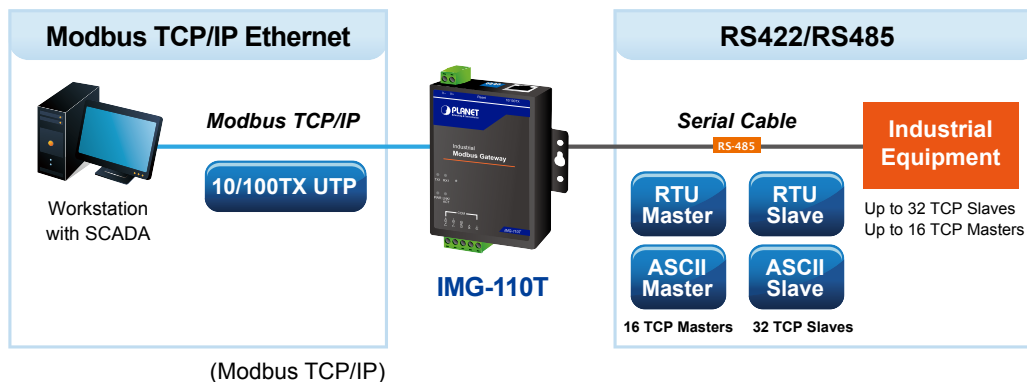 Modbus TCP/IP Ethernet
RS422/RS485
Modbus TCP/IP
10/100TX UTP
Workstation
with SCADA
PLANET
Industrial
Modbus Gateway
IMG-110T
IMG-110T
Serial Cable
RS-485
RTU
Master
RTU
Slave
ASCII
Master
ASCII
Slave
16 TCP Masters
32 TCP Slaves
Industrial
Equipment
Up to 32 TCP Slaves
Up to 16 TCP Masters
(Modbus TCP/IP)